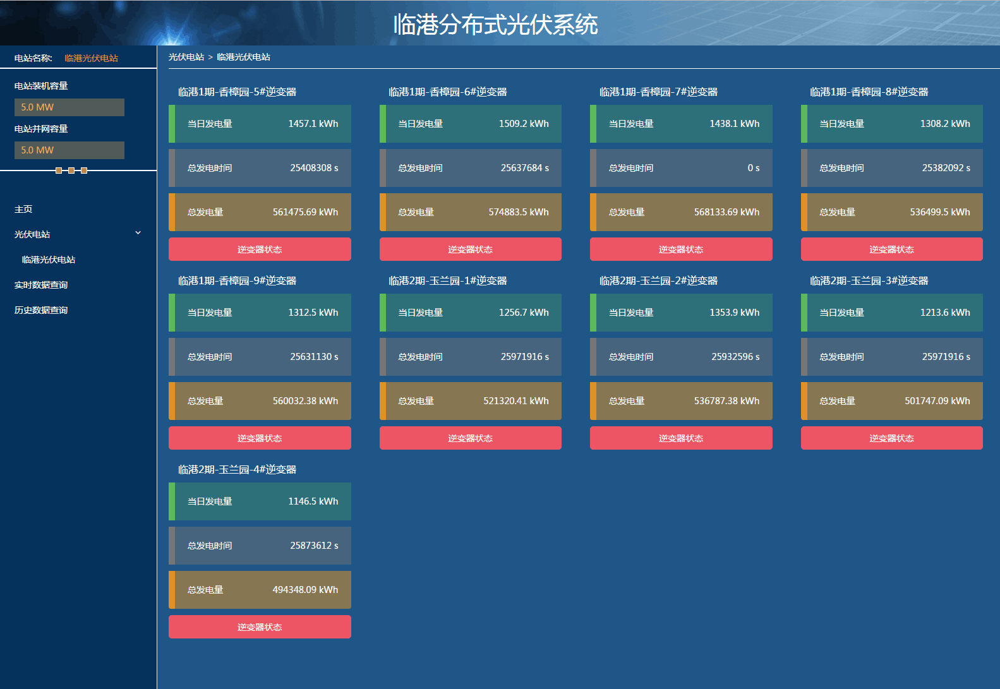 临港分布式光伏系统
电站名称: 临港光伏电站
电站装机容量
5.0 MW
电站并网容量
5.0 MW
主页
光伏电站
临港光伏电站
实时数据查询
历史数据查询
光伏电站 > 临港光伏电站
临港1期-香樟园-5#逆变器
当日发电量 1457.1 kWh
总发电时间 25408308 s
总发电量 561475.69 kWh
逆变器状态
临港1期-香樟园-6#逆变器
当日发电量 1509.2 kWh
总发电时间 25637684 s
总发电量 574883.5 kWh
逆变器状态
临港1期-香樟园-7#逆变器
当日发电量 1438.1 kWh
总发电时间 0 s
总发电量 568133.69 kWh
逆变器状态
临港1期-香樟园-8#逆变器
当日发电量 1308.2 kWh
总发电时间 25382092 s
总发电量 536499.5 kWh
逆变器状态
临港1期-香樟园-9#逆变器
当日发电量 1312.5 kWh
总发电时间 25631130 s
总发电量 560032.38 kWh
逆变器状态
临港2期-玉兰园-1#逆变器
当日发电量 1256.7 kWh
总发电时间 25971916 s
总发电量 521320.41 kWh
逆变器状态
临港2期-玉兰园-2#逆变器
当日发电量 1353.9 kWh
总发电时间 25932596 s
总发电量 536787.38 kWh
逆变器状态
临港2期-玉兰园-3#逆变器
当日发电量 1213.6 kWh
总发电时间 25971916 s
总发电量 501747.09 kWh
逆变器状态
临港2期-玉兰园-4#逆变器
当日发电量 1146.5 kWh
总发电时间 25873612 s
总发电量 494348.09 kWh
逆变器状态